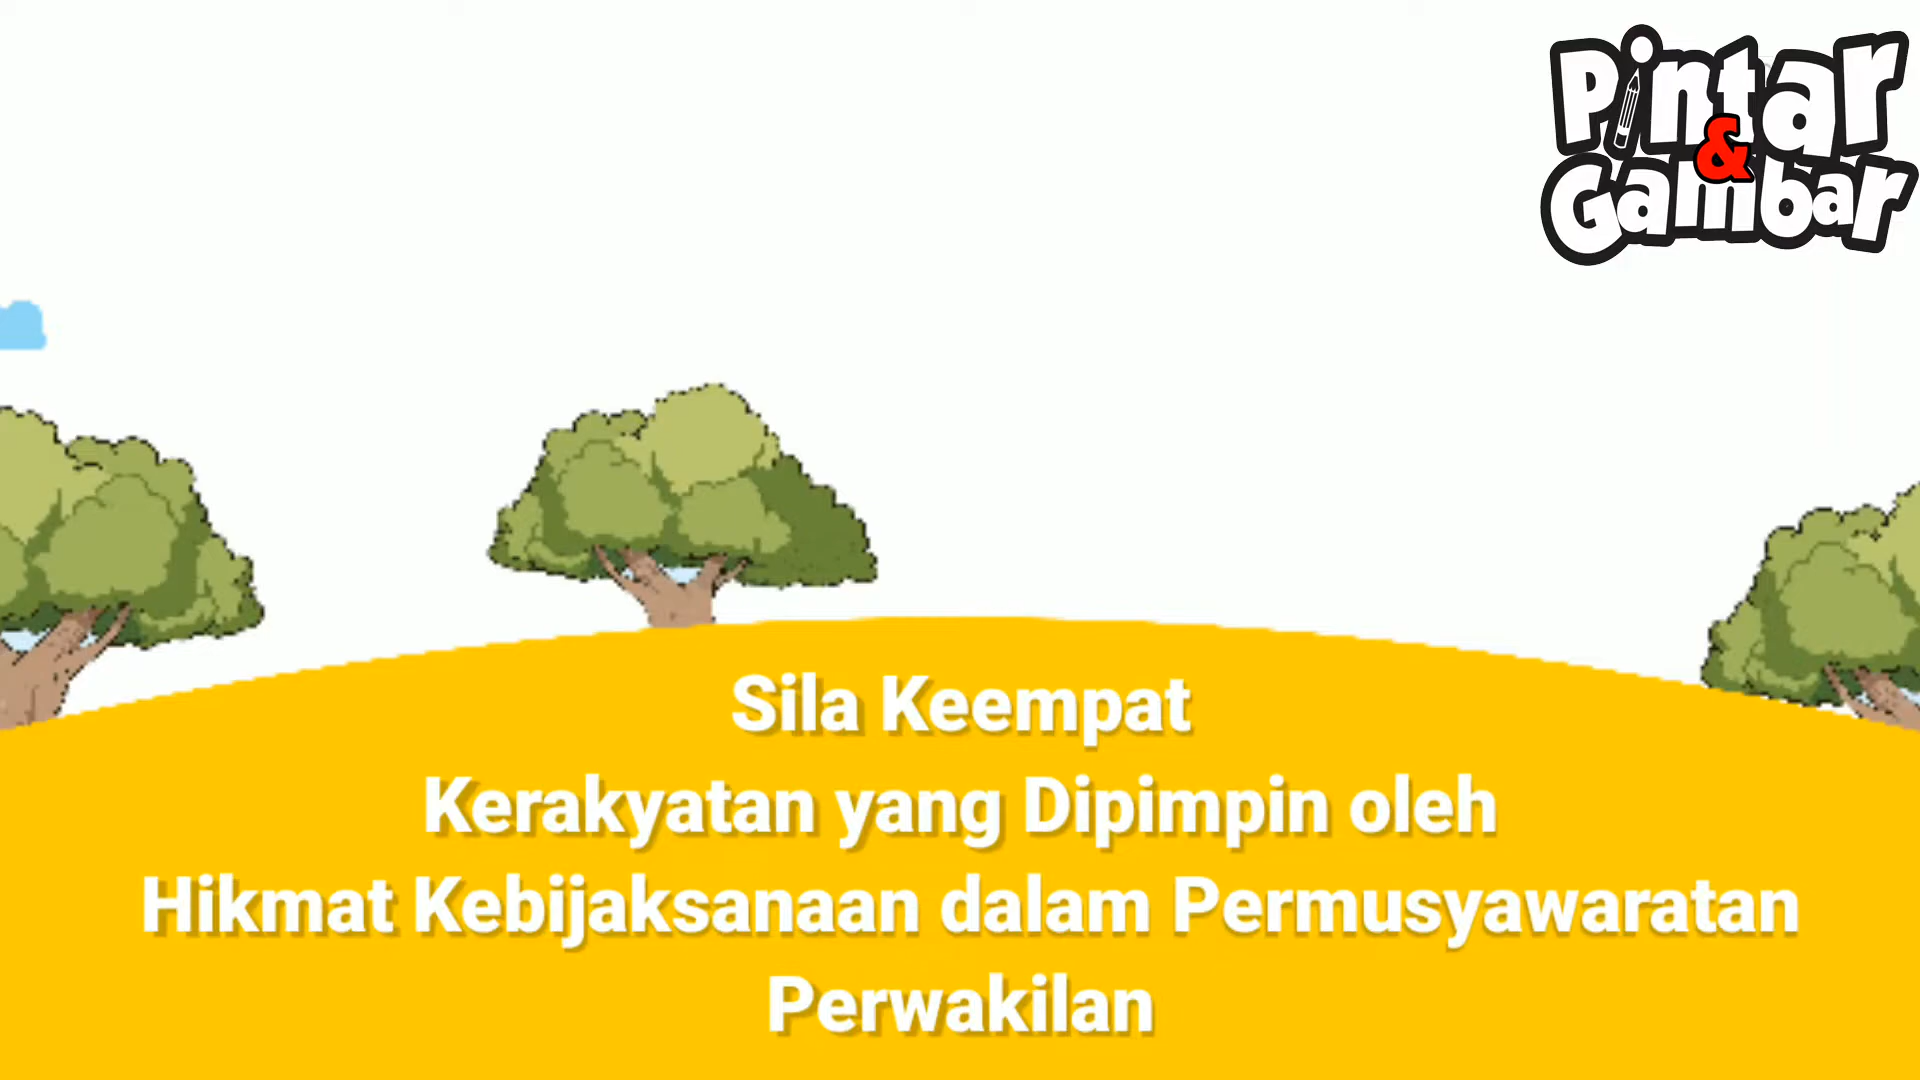 Pintar
&
Gambar
Sila Keempat
Kerakyatan yang Dipimpin oleh
Hikmat Kebijaksanaan dalam Permusyawaratan
Perwakilan